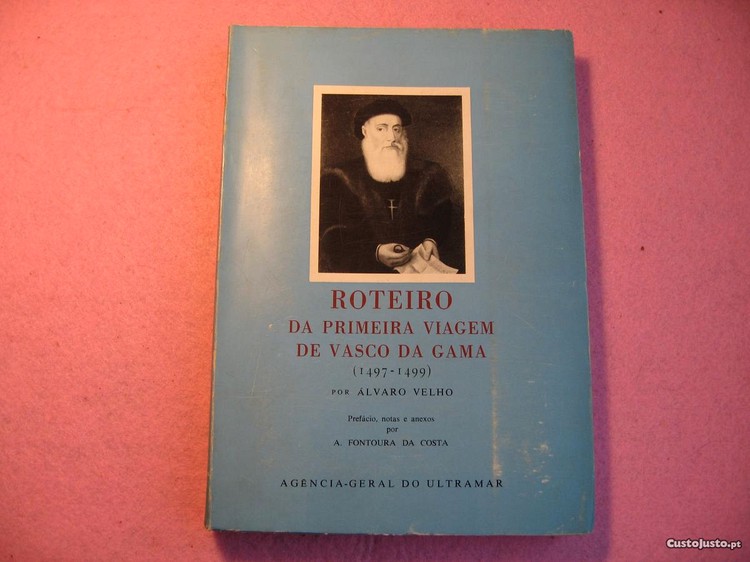 ROTEIRO
DA PRIMEIRA VIAGEM
DE VASCO DA GAMA
(1497-1499)
POR ÁLVARO VELHO
Prefácio, notas e anexos
por
A. FONTOURA DA COSTA
AGÊNCIA-GERAL DO ULTRAMAR
CustoJusto.pt